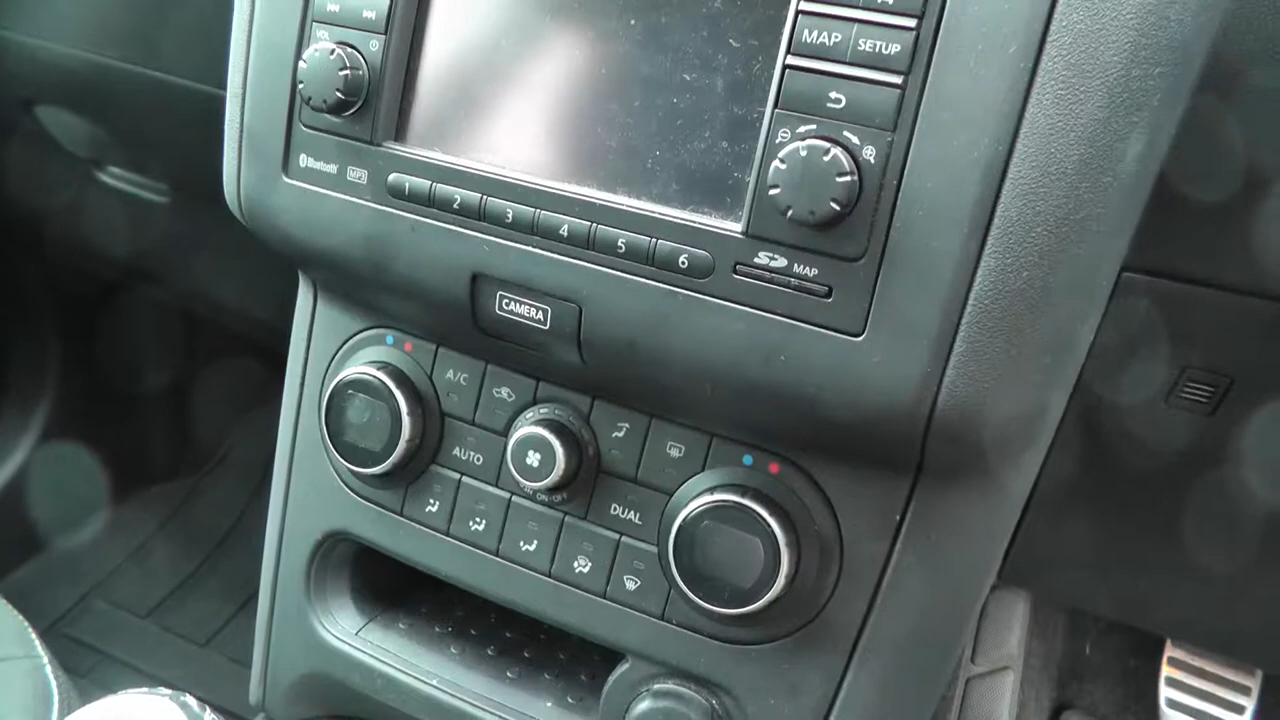 VOL
MAP
SETUP
Bluetooth
MP3
1
2
3
4
5
6
SD
MAP
CAMERA
A/C
AUTO
ON·OFF
DUAL